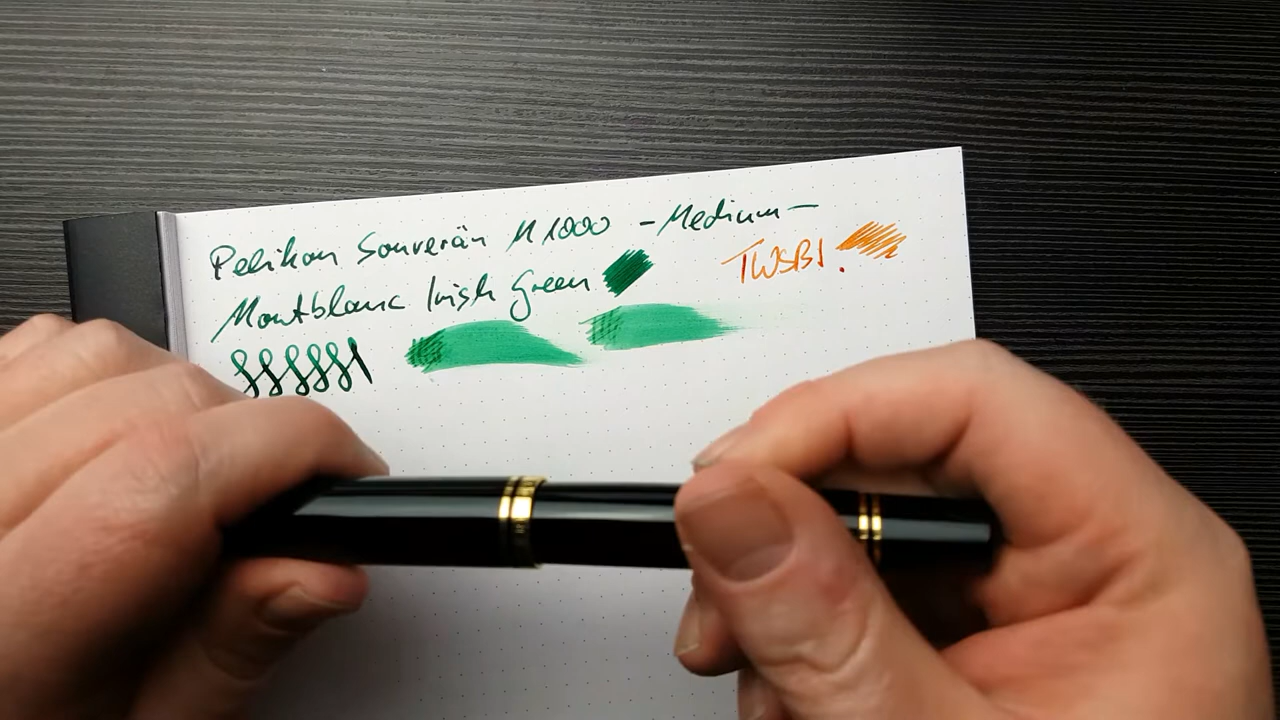 Pelikan Souverän M1000 – Medium –
Montblanc Irish Green
TWSBI.